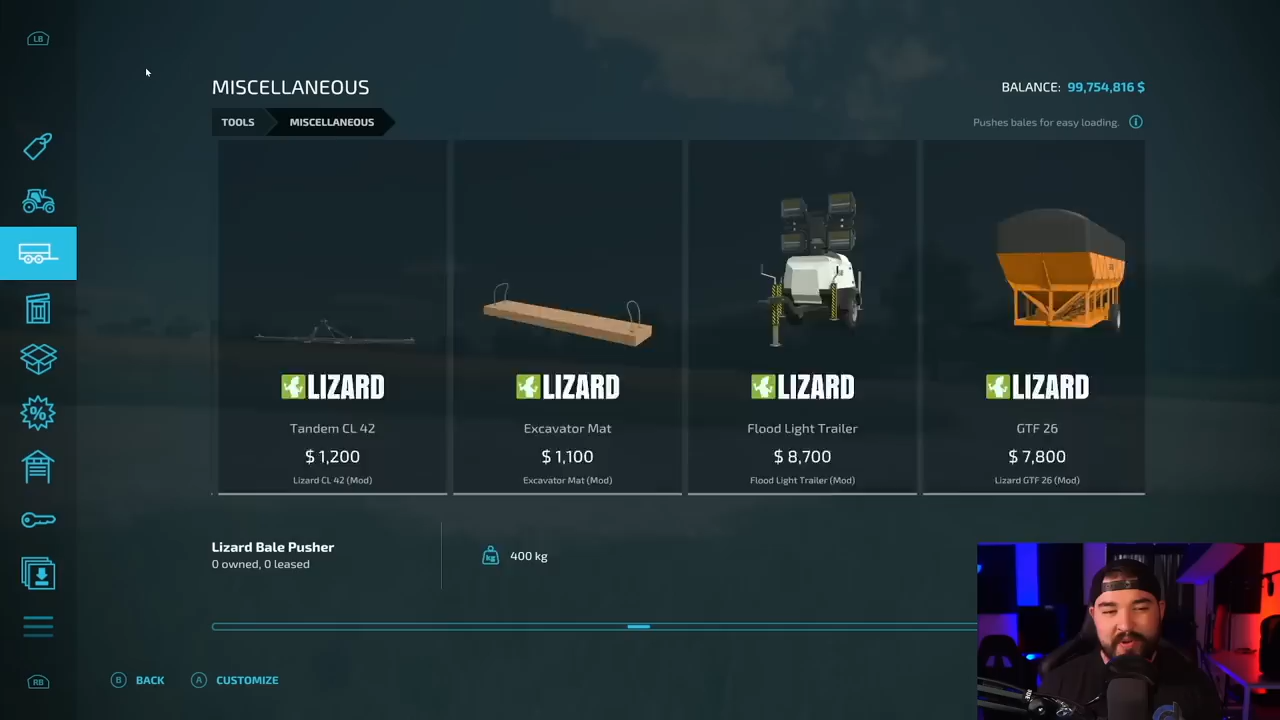 LB
MISCELLANEOUS
BALANCE: 99,754,816 $
TOOLS MISCELLANEOUS
Pushes bales for easy loading.
LIZARD
Tandem CL 42
$ 1,200
Lizard CL 42 (Mod)
LIZARD
Excavator Mat
$ 1,100
Excavator Mat (Mod)
LIZARD
Flood Light Trailer
$ 8,700
Flood Light Trailer (Mod)
LIZARD
GTF 26
$ 7,800
Lizard GTF 26 (Mod)
Lizard Bale Pusher
0 owned, 0 leased
kg 400 kg
B BACK A CUSTOMIZE
RB